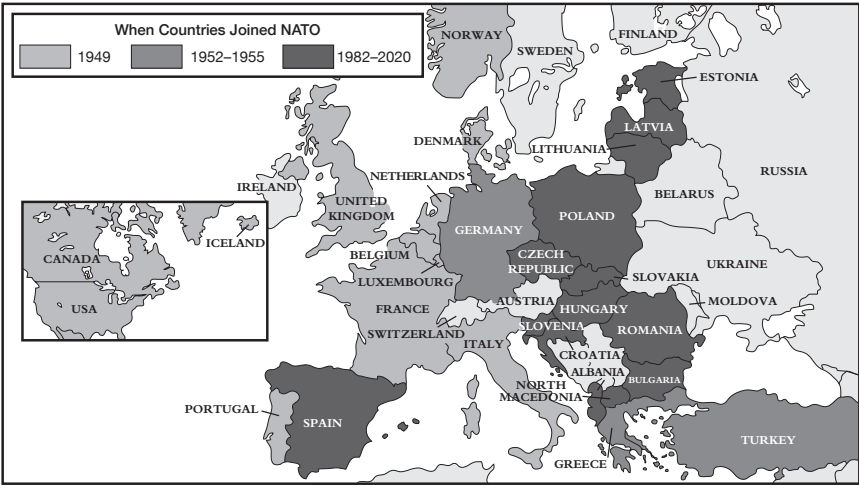 When Countries Joined NATO
1949
1952–1955
1982–2020
NORWAY
SWEDEN
FINLAND
ESTONIA
LATVIA
LITHUANIA
DENMARK
NETHERLANDS
IRELAND
UNITED
KINGDOM
BELARUS
RUSSIA
POLAND
GERMANY
ICELAND
CANADA
USA
BELGIUM
LUXEMBOURG
CZECH
REPUBLIC
SLOVAKIA
UKRAINE
MOLDOVA
FRANCE
AUSTRIA
HUNGARY
SWITZERLAND
SLOVENIA
ROMANIA
ITALY
CROATIA
ALBANIA
BULGARIA
NORTH
MACEDONIA
PORTUGAL
SPAIN
GREECE
TURKEY